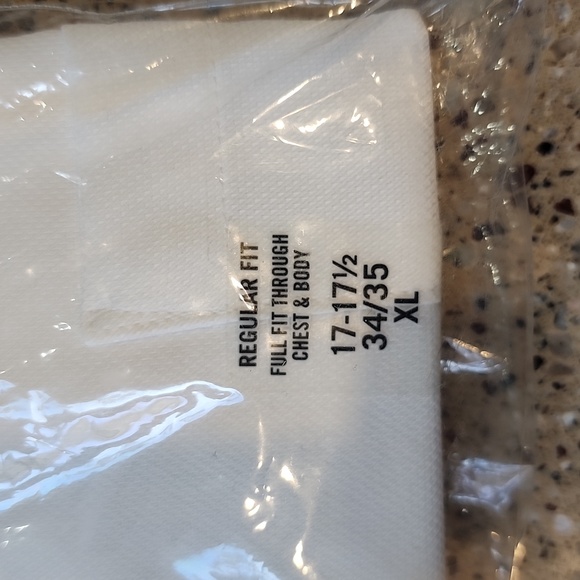 REGULAR FIT
FULL FIT THROUGH
CHEST & BODY
17-17½
34/35
XL